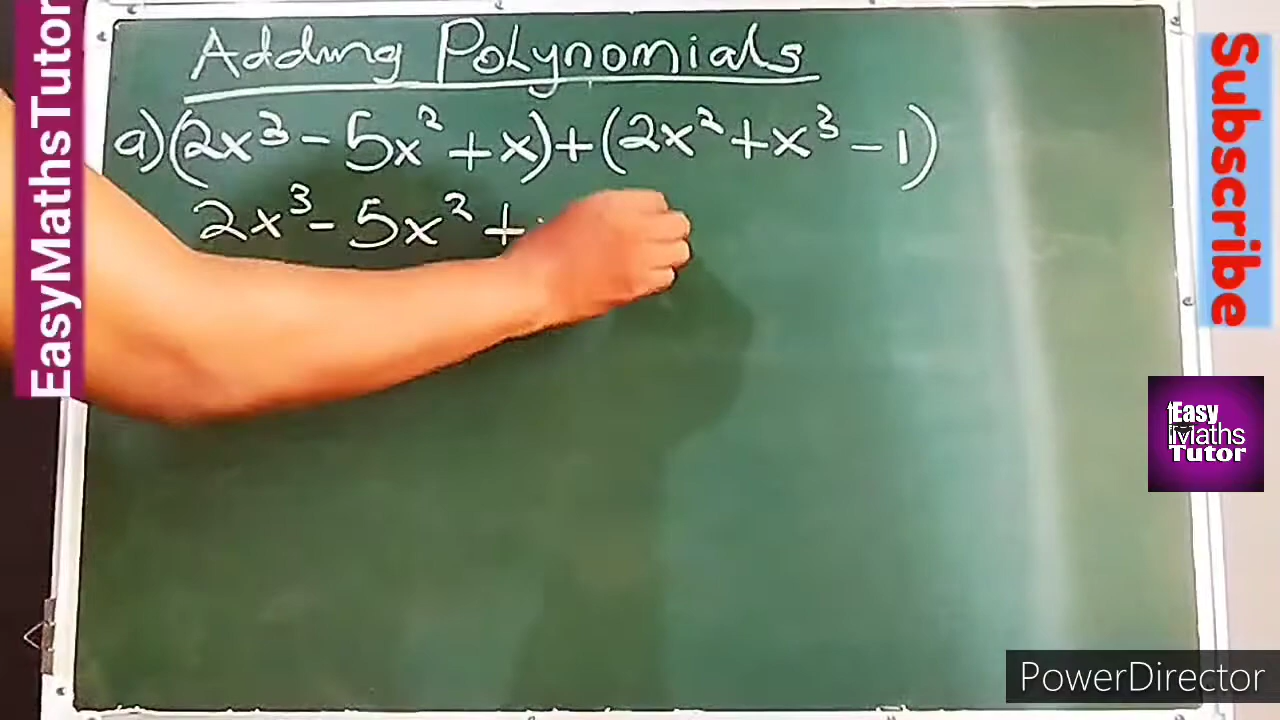 EasyMathsTutor
Adding Polynomials
a) (2x³ - 5x² + x) + (2x² + x³ - 1)
2x³ - 5x² +
Subscribe
Easy
Maths
Tutor
PowerDirector